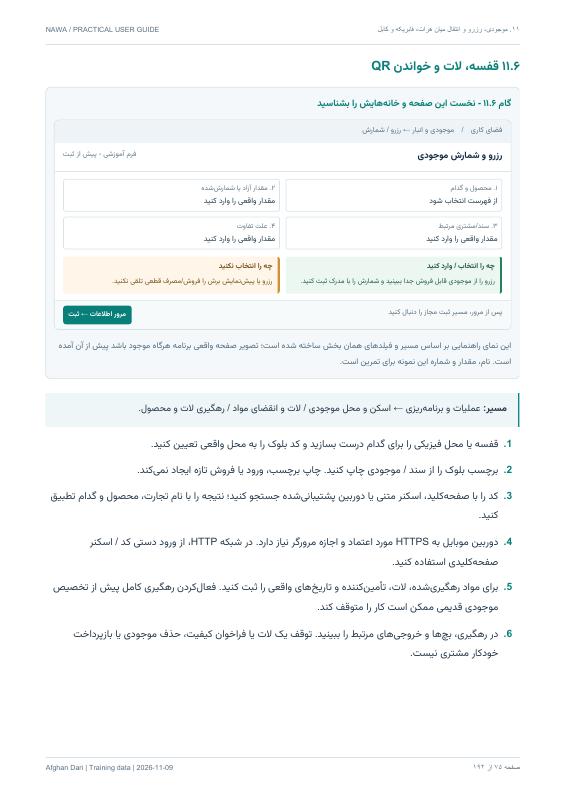 ۱۱. موجودی، رزرو و انتقال میان هرات، فابریکه و کابل
NAWA / PRACTICAL USER GUIDE
۱۱.۶ قفسه، لات و خواندن QR
گام ۱۱.۶ - نخست این صفحه و خانه‌هایش را بشناسید
فضای کاری / موجودی و انبار ← رزرو / شمارش
رزرو و شمارش موجودی
فرم آموزشی - پیش از ثبت
۱. محصول و گدام
از فهرست انتخاب شود
۲. مقدار آزاد یا شمارش‌شده
مقدار واقعی را وارد کنید
۳. سند/مشتری مرتبط
مقدار واقعی را وارد کنید
۴. علت تفاوت
مقدار واقعی را وارد کنید
چه را انتخاب / وارد کنید
رزرو را از موجودی قابل فروش جدا ببینید و شمارش را با مدرک ثبت کنید.
چه را انتخاب نکنید
رزرو یا پیش‌نمایش برش را فروش/مصرف قطعی تلقی نکنید.
پس از مرور، مسیر ثبت مجاز را دنبال کنید
مرور اطلاعات ← ثبت
این نمای راهنمایی بر اساس مسیر و فیلدهای همان بخش ساخته شده است؛ تصویر صفحه واقعی برنامه هرگاه موجود باشد پیش از آن آمده
است. نام، مقدار و شماره این نمونه برای تمرین است.
مسیر: عملیات و برنامه‌ریزی ← اسکن و محل موجودی / لات و انقضای مواد / رهگیری لات و محصول.
1. قفسه یا محل فیزیکی را برای گدام درست بسازید و کد بلوک را به محل واقعی تعیین کنید.
2. برچسب بلوک را از سند / موجودی چاپ کنید. چاپ برچسب، ورود یا فروش تازه ایجاد نمی‌کند.
3. کد را با صفحه‌کلید، اسکنر متنی یا دوربین پشتیبانی‌شده جستجو کنید؛ نتیجه را با نام تجارت، محصول و گدام تطبیق
کنید.
4. دوربین موبایل به HTTPS مورد اعتماد و اجازه مرورگر نیاز دارد. در شبکه HTTP، از ورود دستی کد / اسکنر
صفحه‌کلیدی استفاده کنید.
5. برای مواد رهگیری‌شده، لات، تأمین‌کننده و تاریخ‌های واقعی را ثبت کنید. فعال‌کردن رهگیری کامل پیش از تخصیص
موجودی قدیمی ممکن است کار را متوقف کند.
6. در رهگیری، بچ‌ها و خروجی‌های مرتبط را ببینید. توقف یک لات یا فراخوان کیفیت، حذف موجودی یا بازپرداخت
خودکار مشتری نیست.
صفحه ۷۵ از ۱۹۲
Afghan Dari | Training data | 2026-11-09